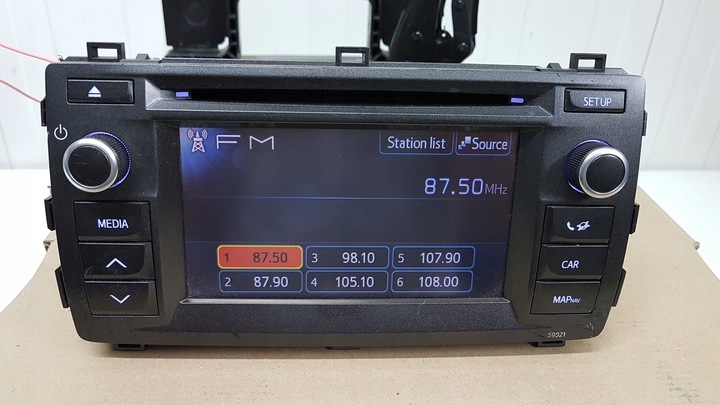 SETUP
FM
Station list
Source
87.50MHz
MEDIA
1 87.50
3 98.10
5 107.90
2 87.90
4 105.10
6 108.00
CAR
MAP NAV
59021